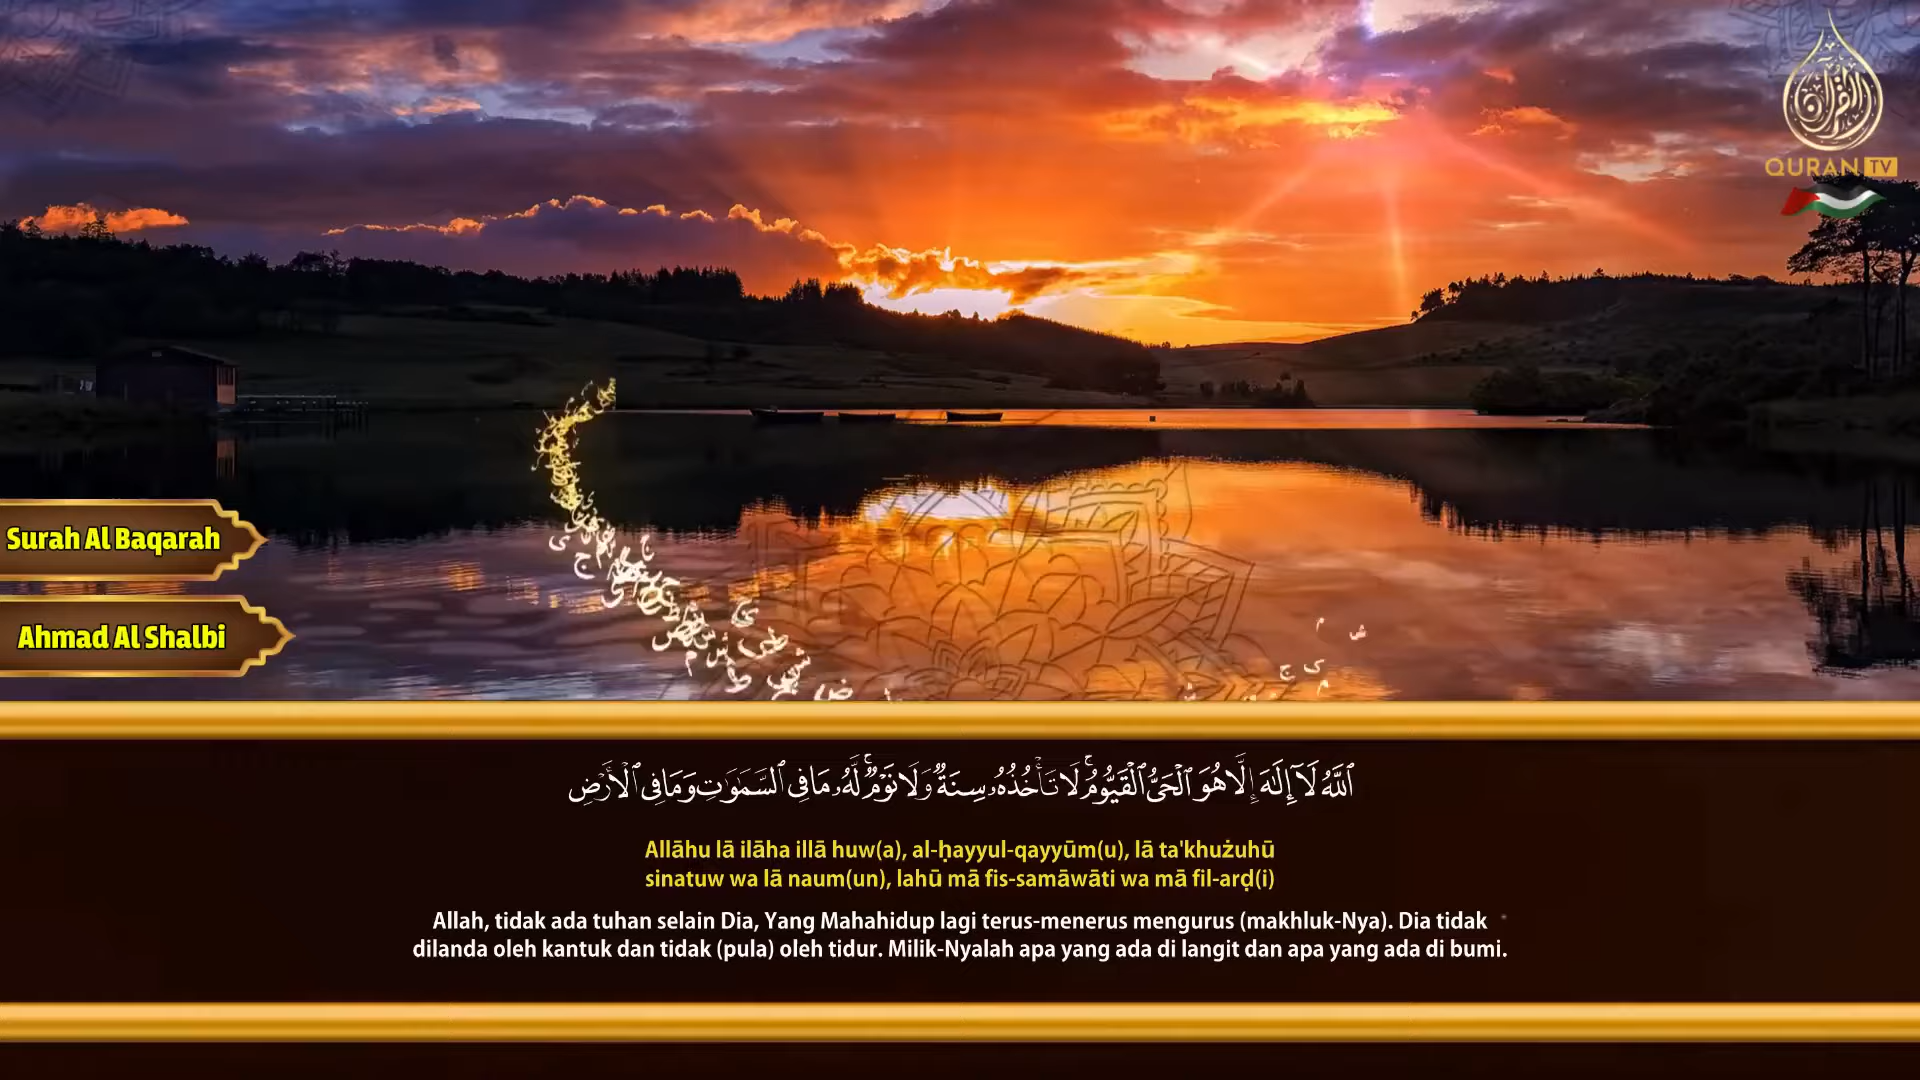 القرآن
QURAN TV
Surah Al Baqarah
Ahmad Al Shalbi
ٱللَّهُ لَآ إِلَٰهَ إِلَّا هُوَ ٱلْحَىُّ ٱلْقَيُّومُ ۚ لَا تَأْخُذُهُۥ سِنَةٌ وَلَا نَوْمٌ ۚ لَّهُۥ مَا فِى ٱلسَّمَٰوَٰتِ وَمَا فِى ٱلْأَرْضِ
Allāhu lā ilāha illā huw(a), al-ḥayyul-qayyūm(u), lā ta'khużuhū
sinatuw wa lā naum(un), lahū mā fis-samāwāti wa mā fil-arḍ(i)
Allah, tidak ada tuhan selain Dia, Yang Mahahidup lagi terus-menerus mengurus (makhluk-Nya). Dia tidak
dilanda oleh kantuk dan tidak (pula) oleh tidur. Milik-Nyalah apa yang ada di langit dan apa yang ada di bumi.